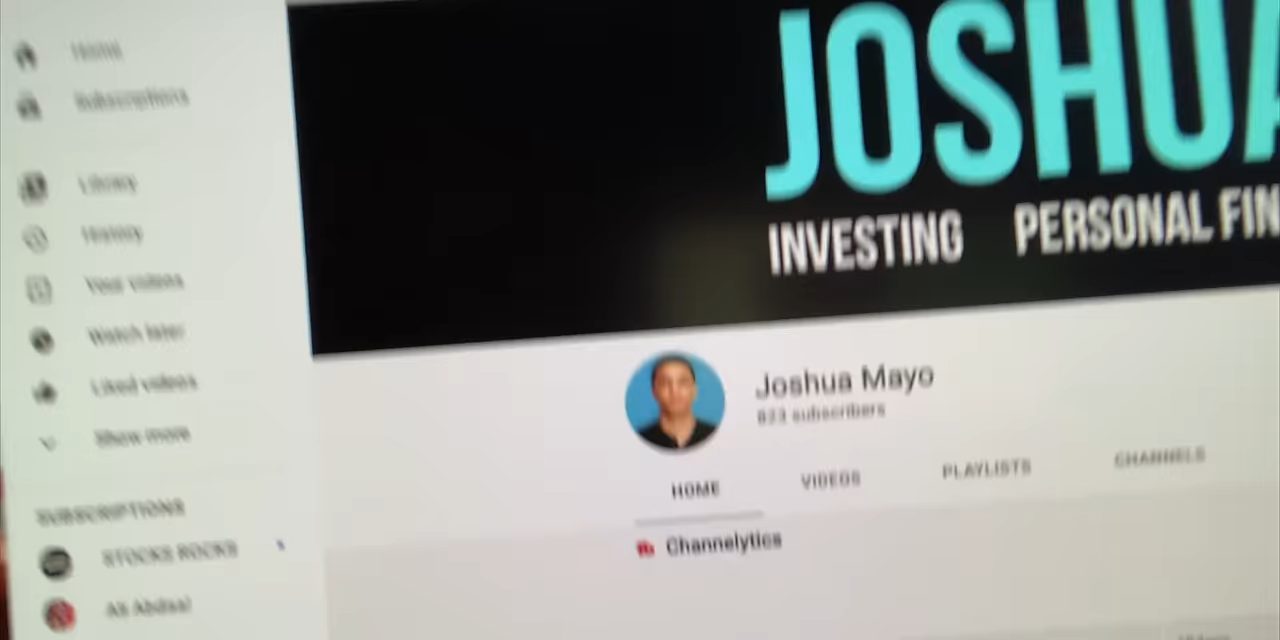 Home
Subscriptions
Library
History
Your videos
Watch later
Liked videos
Show more
SUBSCRIPTIONS
STOCKS ROCKS
Ali Abdaal
JOSHUA
INVESTING PERSONAL FIN
Joshua Mayo
823 subscribers
HOME VIDEOS PLAYLISTS CHANNELS
Channelytics